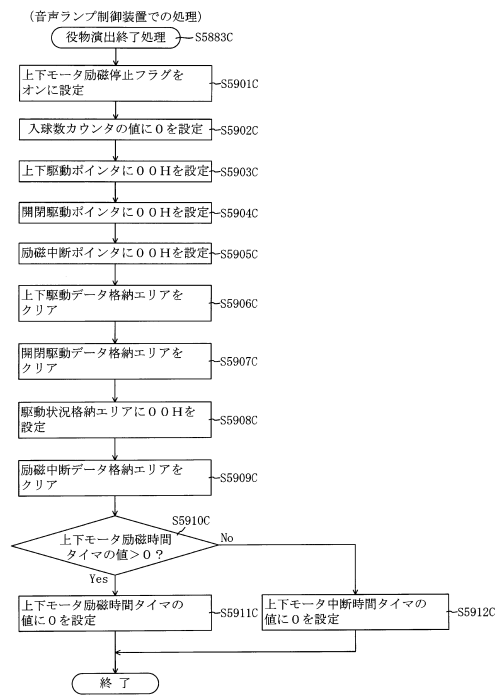 （音声ランプ制御装置での処理）
役物演出終了処理
S5883C
上下モータ励磁停止フラグを
オンに設定
S5901C
入球数カウンタの値に０を設定
S5902C
上下駆動ポインタに００Ｈを設定
S5903C
開閉駆動ポインタに００Ｈを設定
S5904C
励磁中断ポインタに００Ｈを設定
S5905C
上下駆動データ格納エリアを
クリア
S5906C
開閉駆動データ格納エリアを
クリア
S5907C
駆動状況格納エリアに００Ｈを
設定
S5908C
励磁中断データ格納エリアを
クリア
S5909C
S5910C
上下モータ励磁時間
タイマの値＞０？
No
Yes
上下モータ励磁時間タイマの
値に０を設定
S5911C
上下モータ中断時間タイマの
値に０を設定
S5912C
終了